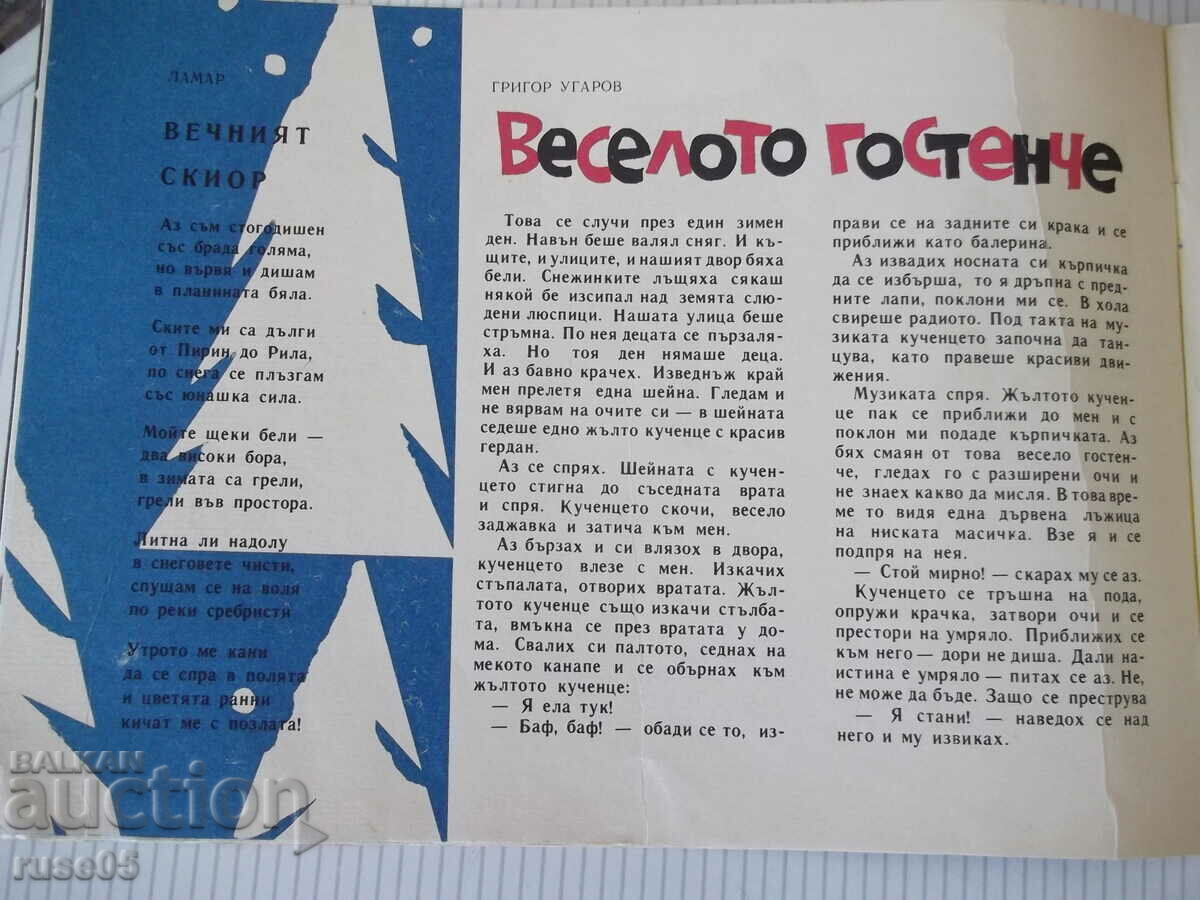 ЛАМАР
ВЕЧНИЯТ
СКИОР
Аз съм стогодишен
със брада голяма,
но вървя и дишам
в планината бяла.
Ските ми са дълги
от Пирин до Рила,
по снега се плъзгам
със юнашка сила.
Мойте щеки бели —
два високи бора,
в зимата са грели,
грели във простора.
Литна ли надолу
в снеговете чисти,
спущам се на воля
по реки сребристя
Утрото ме кани
да се спра в полята
и цветята ранни
кичат ме с позлата!
ГРИГОР УГАРОВ
Веселото гостенче
Това се случи през един зимен
ден. Навън беше валял сняг. И къ-
щите, и улиците, и нашият двор бяха
бели. Снежинките лъщяха сякаш
някой бе изсипал над земята слю-
дени люспици. Нашата улица беше
стръмна. По нея децата се пързаля-
ха. Но тоя ден нямаше деца.
И аз бавно крачех. Изведнъж край
мен прелетя една шейна. Гледам и
не вярвам на очите си — в шейната
седеше едно жълто кученце с красив
гердан.
Аз се спрях. Шейната с кучен-
цето стигна до съседната врата
и спря. Кученцето скочи, весело
заджавка и затича към мен.
Аз бързах и си влязох в двора,
кученцето влезе с мен. Изкачих
стъпалата, отворих вратата. Жъл-
тото кученце също изкачи стълба-
та, вмъкна се през вратата у до-
ма. Свалих си палтото, седнах на
мекото канапе и се обърнах към
жълтото кученце:
— Я ела тук!
— Баф, баф! — обади се то, из-
прави се на задните си крака и се
приближи като балерина.
Аз извадих носната си кърпичка
да се избърша, то я дръпна с пред-
ните лапи, поклони ми се. В хола
свиреше радиото. Под такта на му-
зиката кученцето започна да тан-
цува, като правеше красиви дви-
жения.
Музиката спря. Жълтото кучен-
це пак се приближи до мен и с
поклон ми подаде кърпичката. Аз
бях смаян от това весело гостен-
че, гледах го с разширени очи и
не знаех какво да мисля. В това вре-
ме то видя една дървена лъжица
на ниската масичка. Взе я и се
подпря на нея.
— Стой мирно! — скарах му се аз.
Кученцето се тръшна на пода,
опружи крачка, затвори очи и се
престори на умряло. Приближих се
към него — дори не диша. Дали на-
истина е умряло — питах се аз. Не,
не може да бъде. Защо се преструва
— Я стани! — наведох се над
него и му извиках.
BALKAN
auction
ruse05